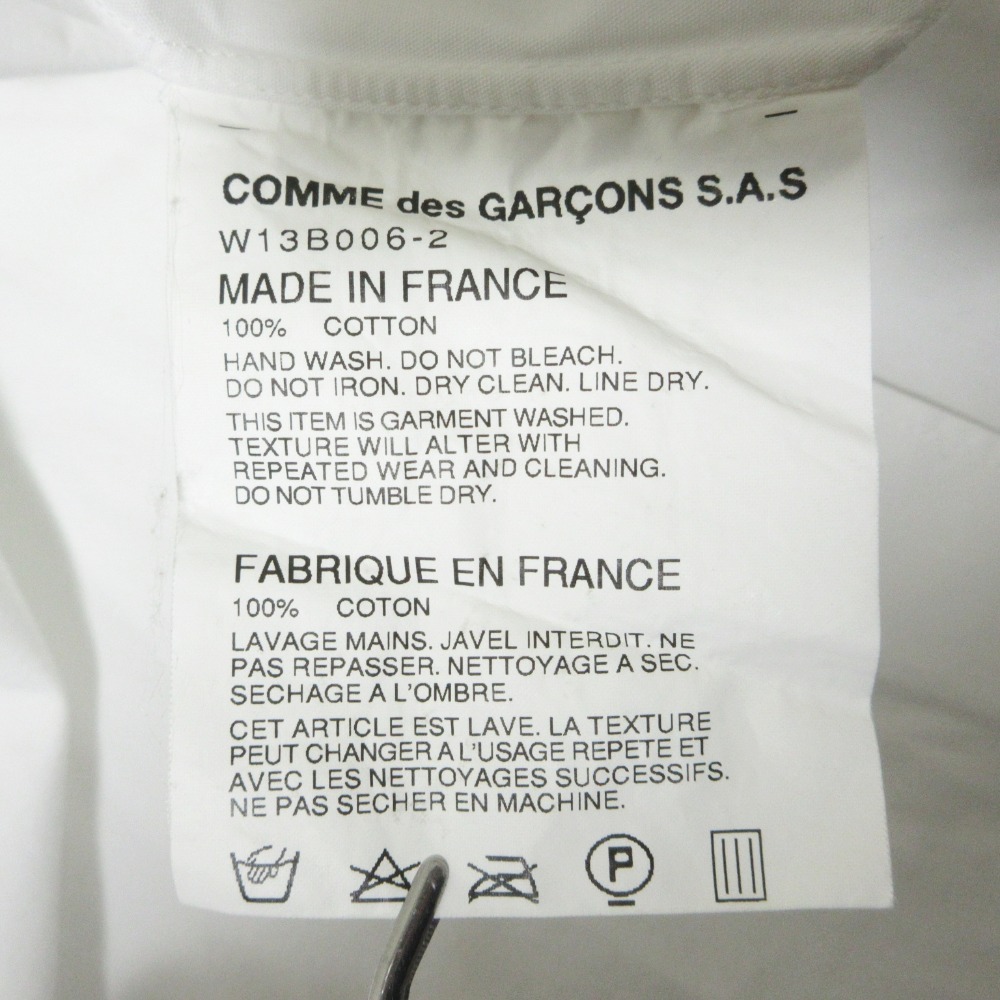 COMME des GARÇONS S.A.S
W13B006-2
MADE IN FRANCE
100% COTTON
HAND WASH. DO NOT BLEACH.
DO NOT IRON. DRY CLEAN. LINE DRY.
THIS ITEM IS GARMENT WASHED.
TEXTURE WILL ALTER WITH
REPEATED WEAR AND CLEANING.
DO NOT TUMBLE DRY.
FABRIQUE EN FRANCE
100% COTON
LAVAGE MAINS. JAVEL INTERDIT. NE
PAS REPASSER. NETTOYAGE A SEC.
SECHAGE A L'OMBRE.
CET ARTICLE EST LAVE. LA TEXTURE
PEUT CHANGER A L'USAGE REPETE ET
AVEC LES NETTOYAGES SUCCESSIFS.
NE PAS SECHER EN MACHINE.
P